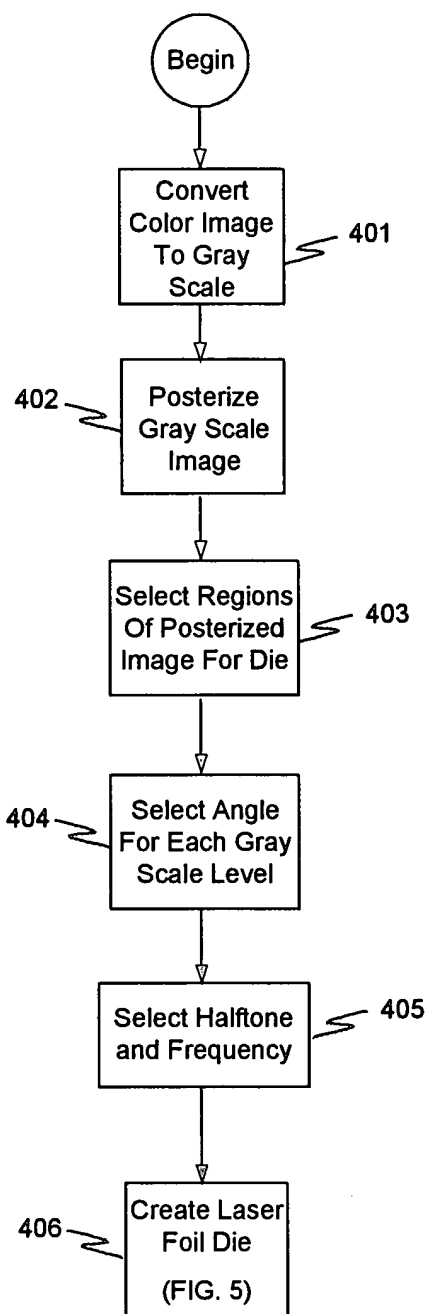 Begin
Convert
Color Image
To Gray
Scale
401
402
Posterize
Gray Scale
Image
Select Regions
Of Posterized
Image For Die
403
404
Select Angle
For Each Gray
Scale Level
Select Halftone
and Frequency
405
406
Create Laser
Foil Die
(FIG. 5)